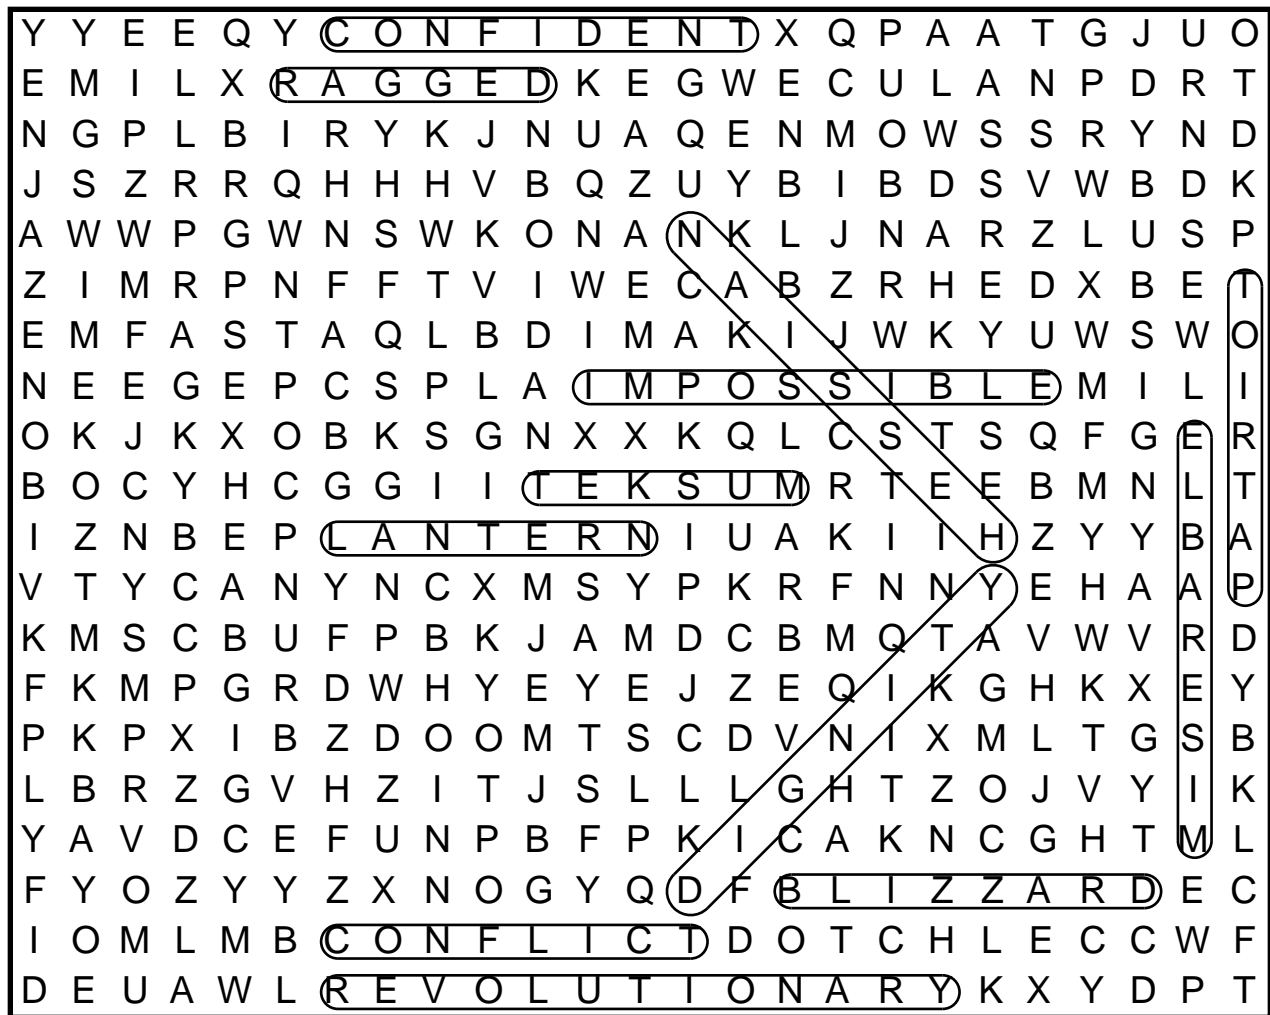 Y Y E E Q Y C O N F I D E N T X Q P A A T G J U O
E M I L X R A G G E D K E G W E C U L A N P D R T
N G P L B I R Y K J N U A Q E N M O W S S R Y N D
J S Z R R Q H H H V B Q Z U Y B I B D S V W B D K
A W W P G W N S W K O N A N K L J N A R Z L U S P
Z I M R P N F F T V I W E C A B Z R H E D X B E T
E M F A S T A Q L B D I M A K I J W K Y U W S W O
N E E G E P C S P L A I M P O S S I B L E M I L I
O K J K X O B K S G N X X K Q L C S T S Q F G E R
B O C Y H C G G I I T E K S U M R T E E B M N L T
I Z N B E P L A N T E R N I U A K I I H Z Y Y B A
V T Y C A N Y N C X M S Y P K R F N N Y E H A A P
K M S C B U F P B K J A M D C B M Q T A V W V R D
F K M P G R D W H Y E Y E J Z E Q I K G H K X E Y
P K P X I B Z D O O M T S C D V N I X M L T G S B
L B R Z G V H Z I T J S L L L G H T Z O J V Y I K
Y A V D C E F U N P B F P K I C A K N C G H T M L
F Y O Z Y Y Z X N O G Y Q D F B L I Z Z A R D E C
I O M L M B C O N F L I C T D O T C H L E C C W F
D E U A W L R E V O L U T I O N A R Y K X Y D P T